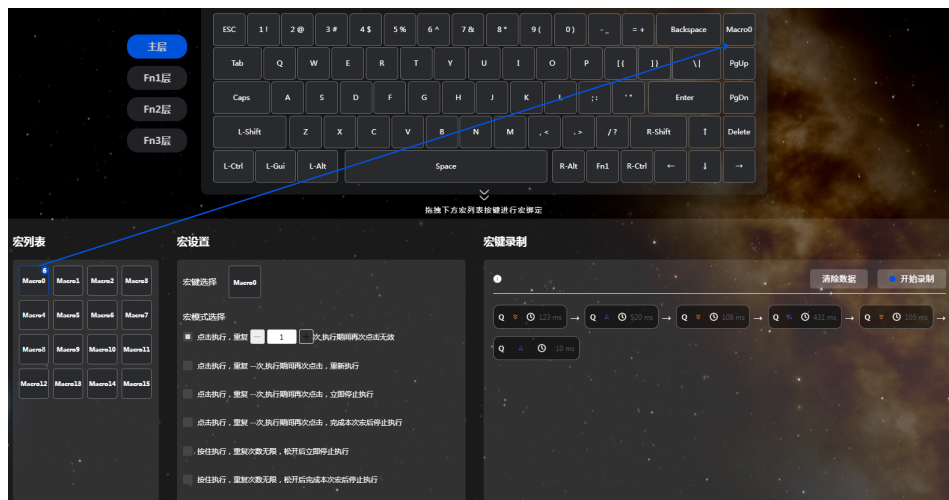 主层
Fn1层
Fn2层
Fn3层
ESC 1 ! 2 @ 3 # 4 $ 5 % 6 ^ 7 & 8 * 9 ( 0 ) - _ = + Backspace Macro0
Tab Q W E R T Y U I O P [ { ] } \ | PgUp
Caps A S D F G H J K L ; : ' " Enter PgDn
L-Shift Z X C V B N M , < . > / ? R-Shift ↑ Delete
L-Ctrl L-Gui L-Alt Space R-Alt Fn1 R-Ctrl ← ↓ →
拖拽下方宏列表按键进行宏绑定
宏列表
6
Macro0 Macro1 Macro2 Macro3
Macro4 Macro5 Macro6 Macro7
Macro8 Macro9 Macro10 Macro11
Macro12 Macro13 Macro14 Macro15
宏设置
宏键选择 Macro0
宏模式选择
点击执行，重复 — 1 次,执行期间再次点击无效
点击执行，重复 --次,执行期间再次点击，重新执行
点击执行，重复 --次,执行期间再次点击，立即停止执行
点击执行，重复 --次,执行期间再次点击，完成本次宏后停止执行
按住执行，重复次数无限，松开后立即停止执行
按住执行，重复次数无限，松开后完成本次宏后停止执行
宏键录制
清除数据 开始录制
Q 123 ms → Q 520 ms → Q 108 ms → Q 431 ms → Q 105 ms →
Q 10 ms